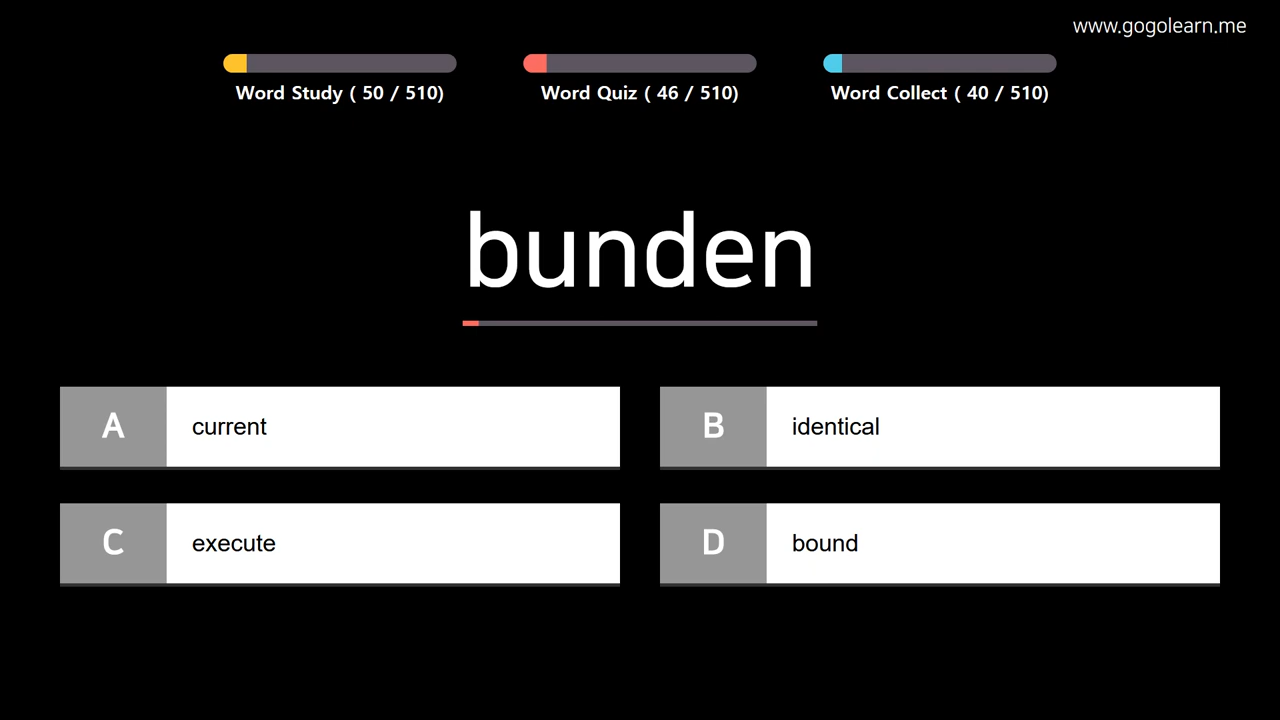 www.gogolearn.me
Word Study ( 50 / 510)
Word Quiz ( 46 / 510)
Word Collect ( 40 / 510)
bunden
A current
B identical
C execute
D bound